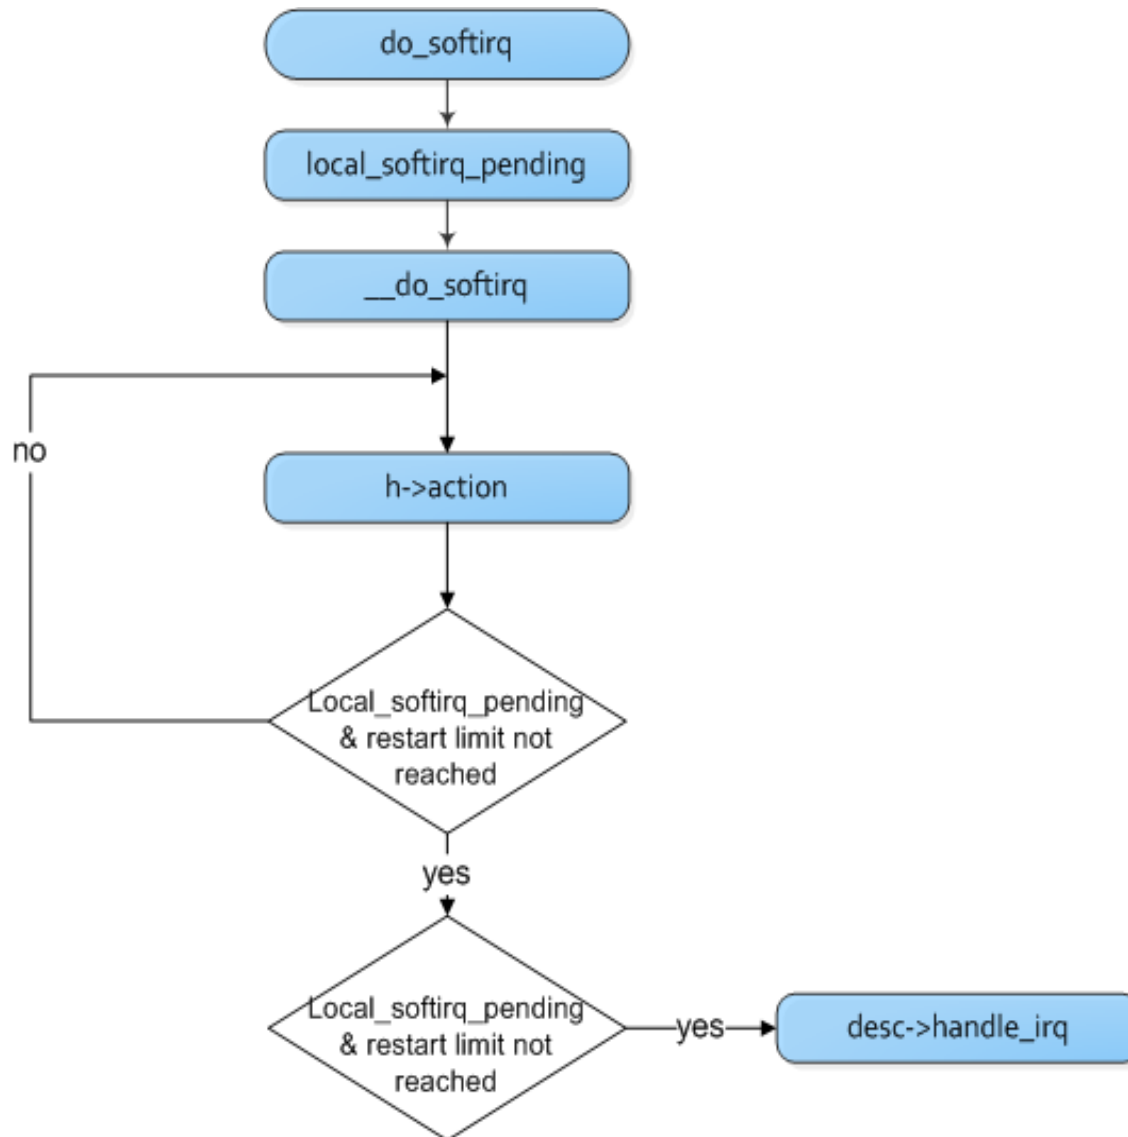 do_softirq
local_softirq_pending
__do_softirq
no
h->action
Local_softirq_pending
& restart limit not
reached
yes
Local_softirq_pending
& restart limit not
reached
yes
desc->handle_irq